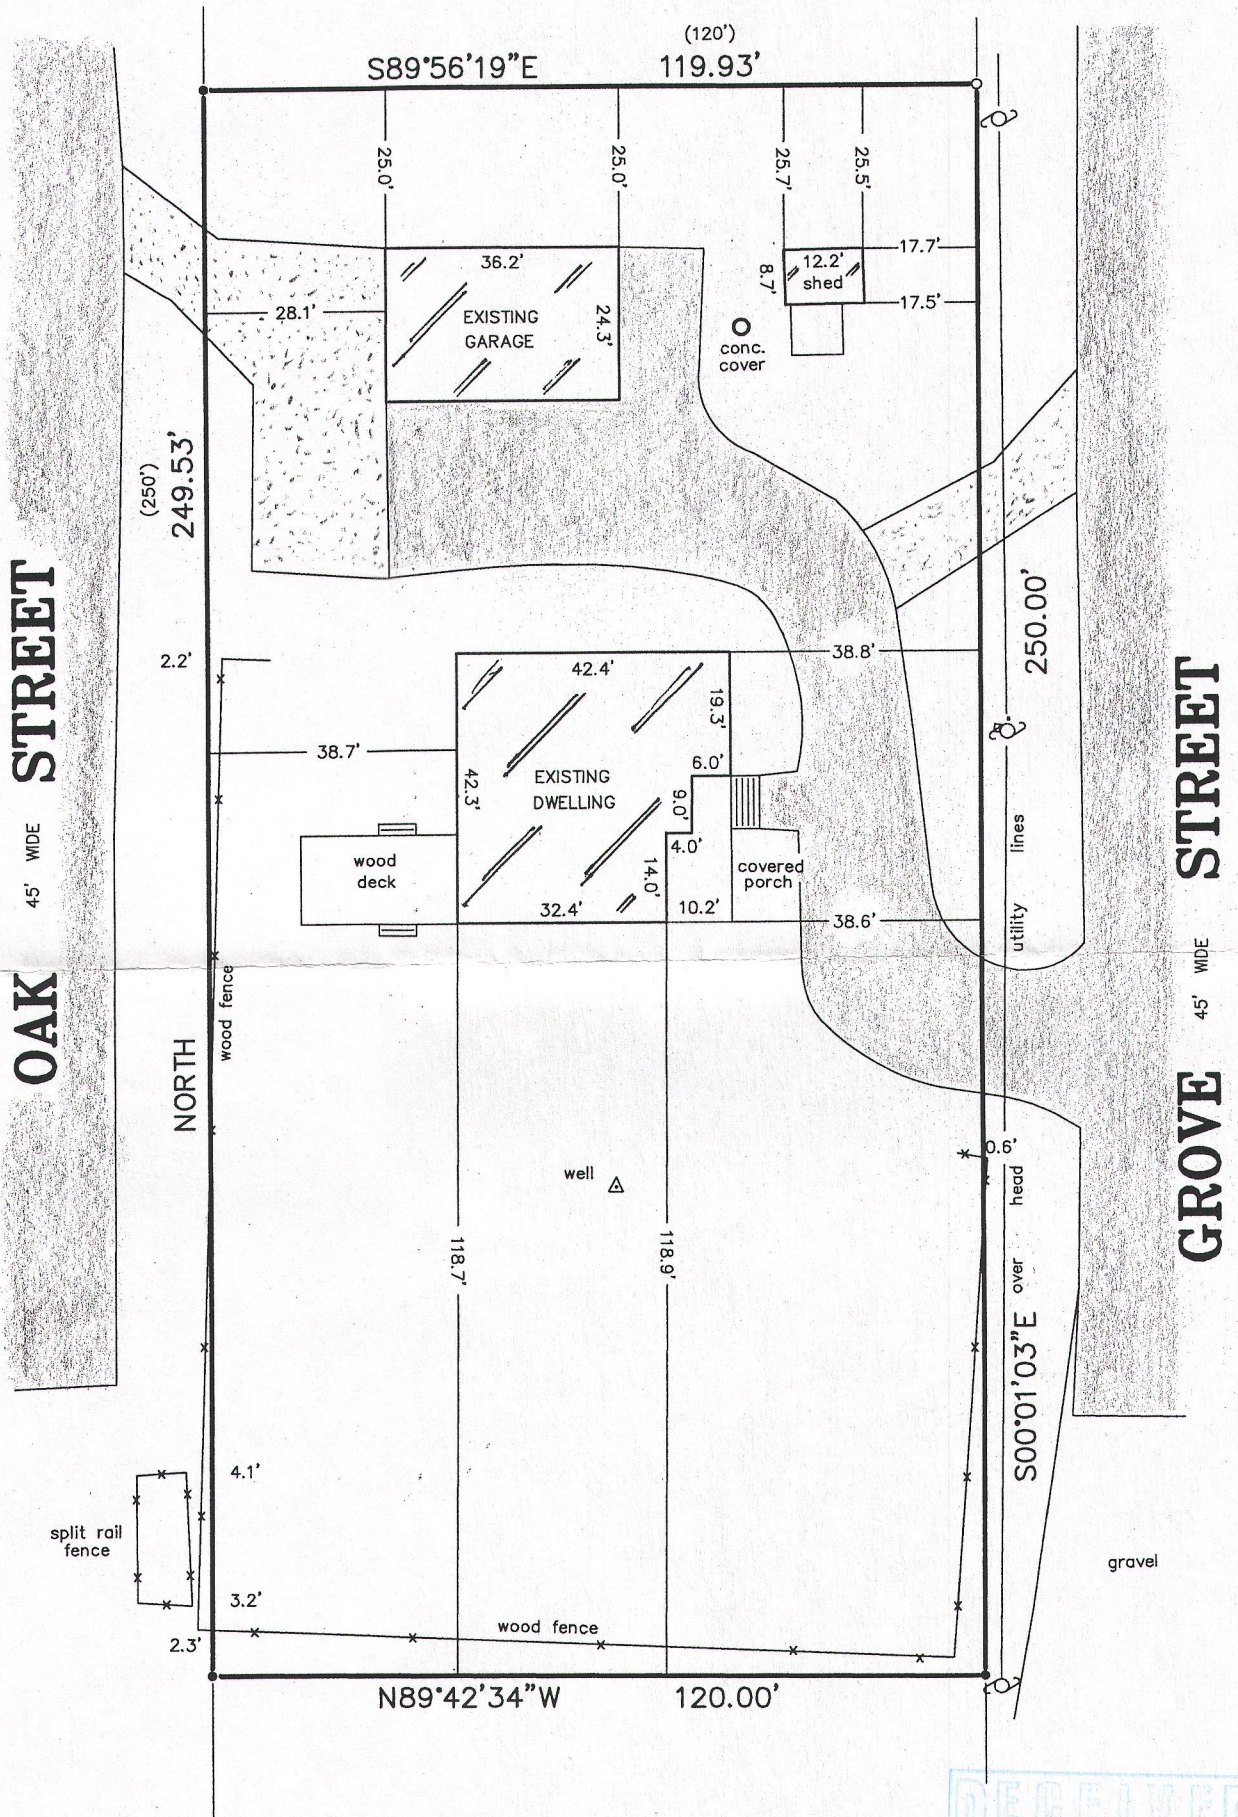 (120')
S89°56'19"E 119.93'
25.0'
25.0'
25.7'
25.5'
36.2'
EXISTING
GARAGE
24.3'
28.1'
12.2'
shed
8.7'
17.7'
17.5'
conc.
cover
(250')
249.53'
NORTH
OAK STREET
45' WIDE
2.2'
38.7'
42.4'
19.3'
38.8'
6.0'
EXISTING
DWELLING
42.3'
9.0'
4.0'
14.0'
32.4'
10.2'
wood
deck
covered
porch
38.6'
250.00'
S00°01'03"E
over head utility lines
GROVE STREET
45' WIDE
wood fence
well
0.6'
118.7'
118.9'
4.1'
split rail
fence
3.2'
2.3'
wood fence
gravel
N89°42'34"W 120.00'
RECEIVED